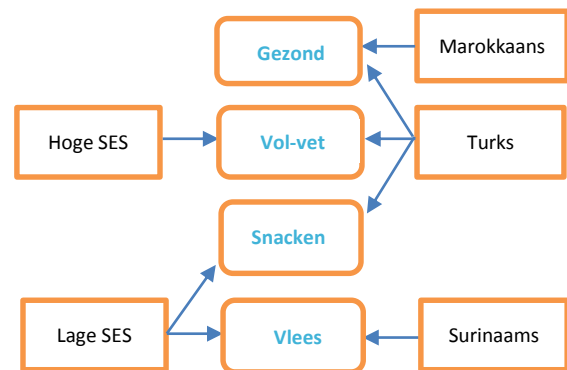 Gezond
Marokkaans
Hoge SES
Vol-vet
Turks
Snacken
Lage SES
Vlees
Surinaams